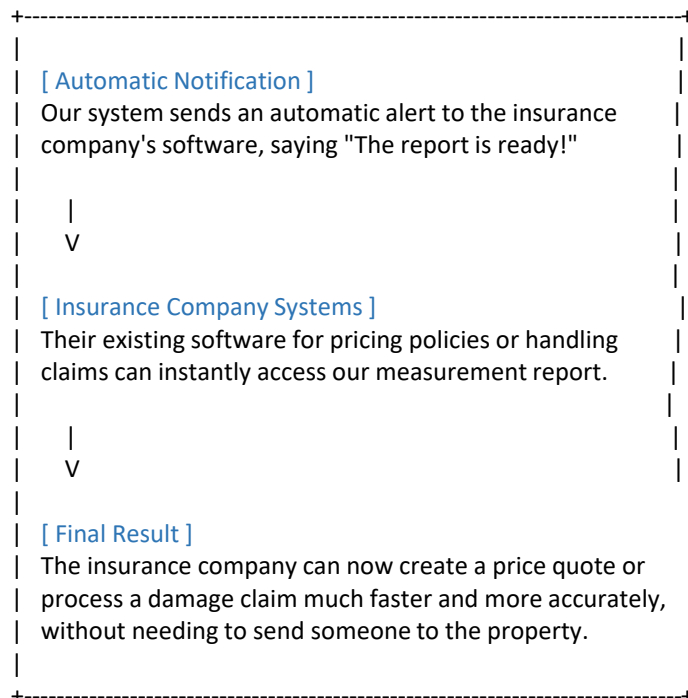 +-----------------------------------------------------------------------------+
| |
| [ Automatic Notification ] |
| Our system sends an automatic alert to the insurance |
| company's software, saying "The report is ready!" |
| |
| | |
| V |
| |
| [ Insurance Company Systems ] |
| Their existing software for pricing policies or handling |
| claims can instantly access our measurement report. |
| |
| | |
| V |
|
| [ Final Result ]
| The insurance company can now create a price quote or
| process a damage claim much faster and more accurately,
| without needing to send someone to the property.
|
+-----------------------------------------------------------------------------+